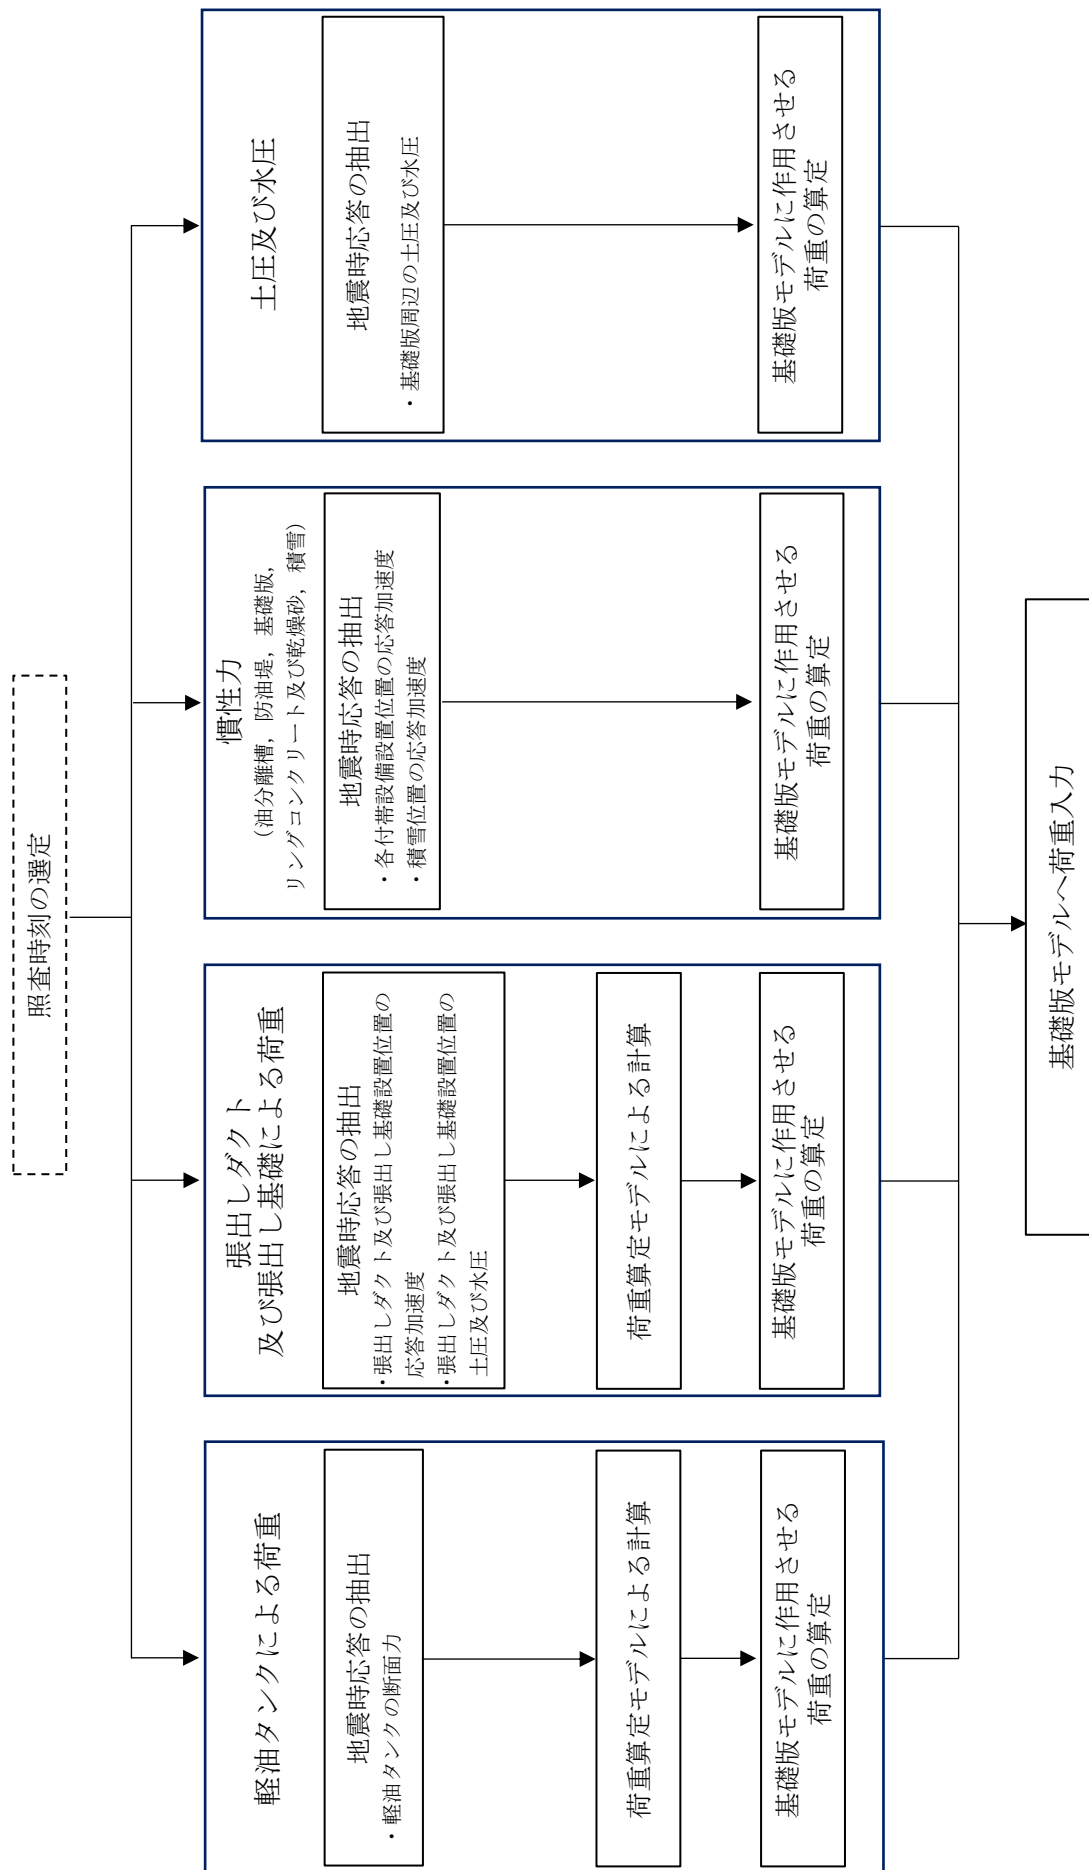 照査時刻の選定
軽油タンクによる荷重
地震時応答の抽出
・軽油タンクの断面力
荷重算定モデルによる計算
基礎版モデルに作用させる
荷重の算定
張出しダクト
及び張出し基礎による荷重
地震時応答の抽出
・張出しダクト及び張出し基礎設置位置の
応答加速度
・張出しダクト及び張出し基礎設置位置の
土圧及び水圧
荷重算定モデルによる計算
基礎版モデルに作用させる
荷重の算定
慣性力
(油分離槽，防油堤，基礎版，
リングコンクリート及び乾燥砂，積雪)
地震時応答の抽出
・各付帯設備設置位置の応答加速度
・積雪位置の応答加速度
基礎版モデルに作用させる
荷重の算定
土圧及び水圧
地震時応答の抽出
・基礎版周辺の土圧及び水圧
基礎版モデルに作用させる
荷重の算定
基礎版モデルへ荷重入力